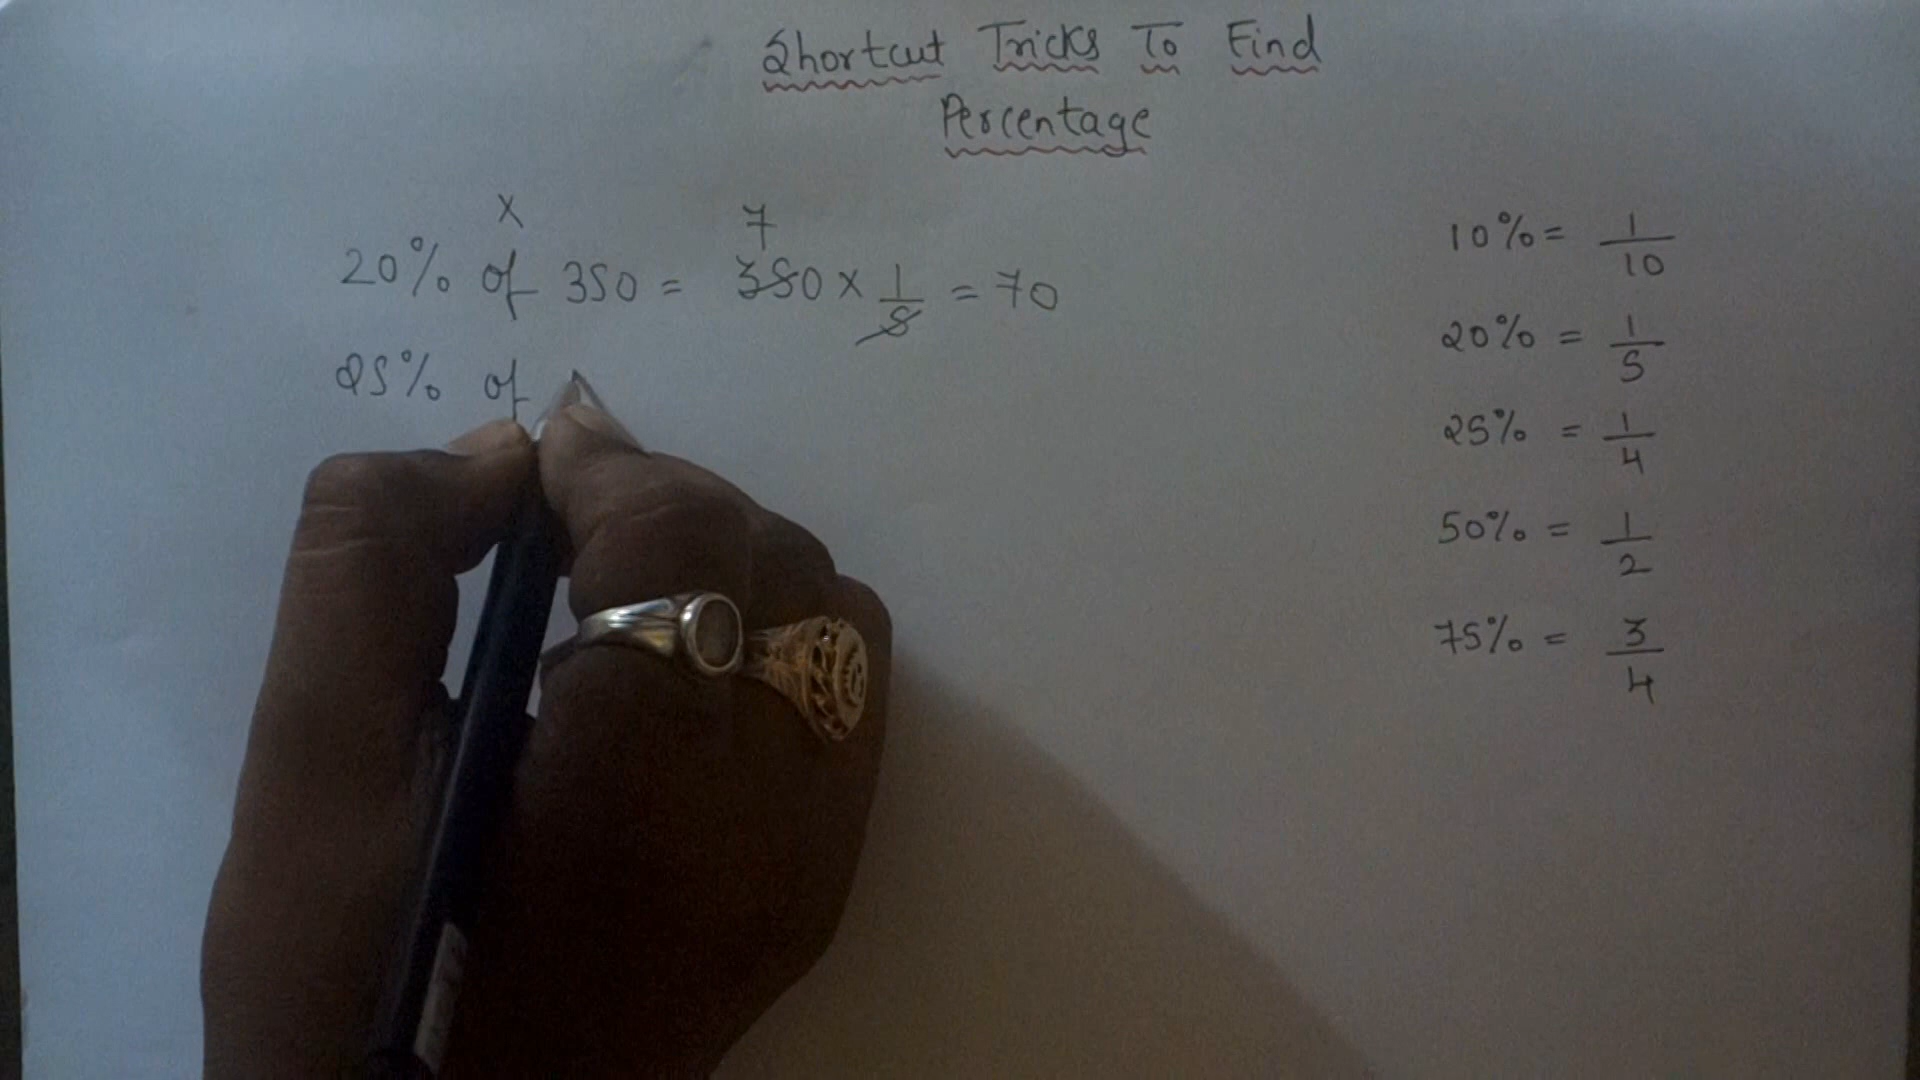 Shortcut Tricks To Find
Percentage
x
7
20% of 350 = 350 x 1/5 = 70
25% of
10% = 1/10
20% = 1/5
25% = 1/4
50% = 1/2
75% = 3/4